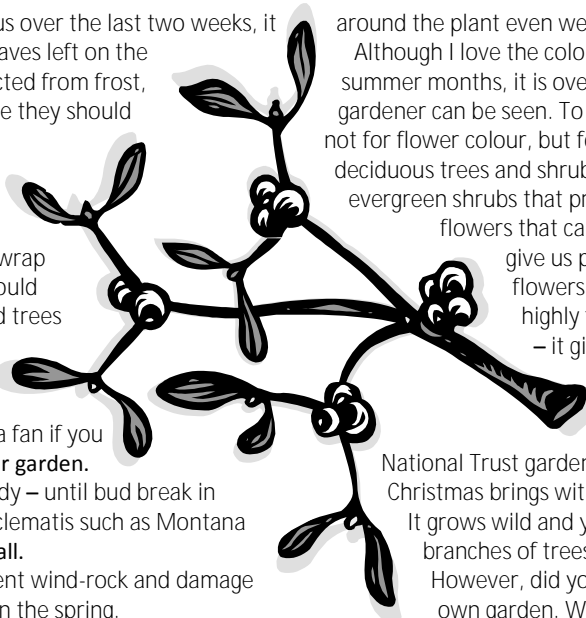 us over the last two weeks, it
aves left on the
cted from frost,
e they should
wrap
ould
d trees
a fan if you
r garden.
dy – until bud break in
clematis such as Montana
all.
ent wind-rock and damage
n the spring.
around the plant even we
Although I love the colo
summer months, it is ove
gardener can be seen. To
not for flower colour, but f
deciduous trees and shrub
evergreen shrubs that pr
flowers that ca
give us p
flowers
highly
– it gi
National Trust garde
Christmas brings wit
It grows wild and y
branches of trees
However, did yo
own garden. W